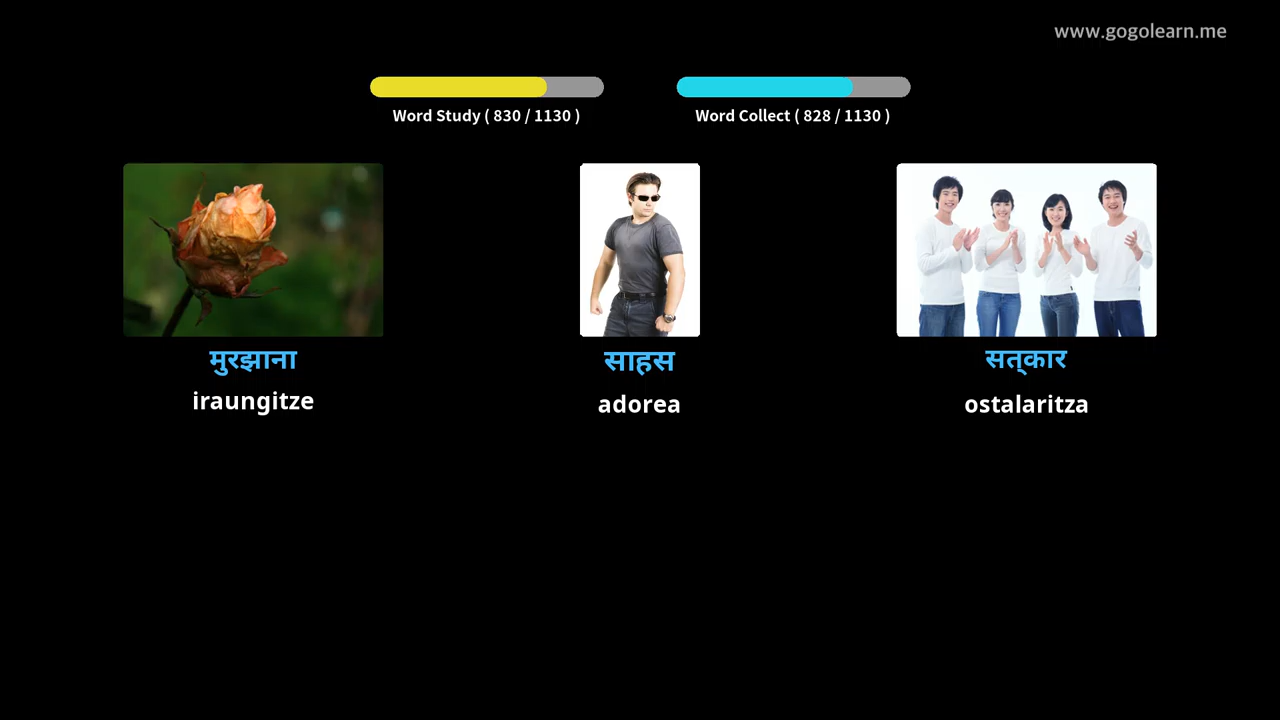 www.gogolearn.me
Word Study ( 830 / 1130 )
Word Collect ( 828 / 1130 )
मुरझाना
साहस
सत्‌कार
iraungitze
adorea
ostalaritza